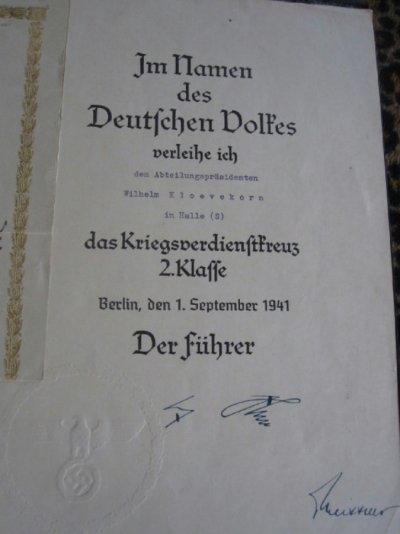 Im Namen
des
Deutschen Volkes
verleihe ich
dem Abteilungspräsidenten
Wilhelm Kloevekorn
in Halle (S)
das Kriegsverdienstkreuz
2. Klasse
Berlin, den 1. September 1941
Der Führer